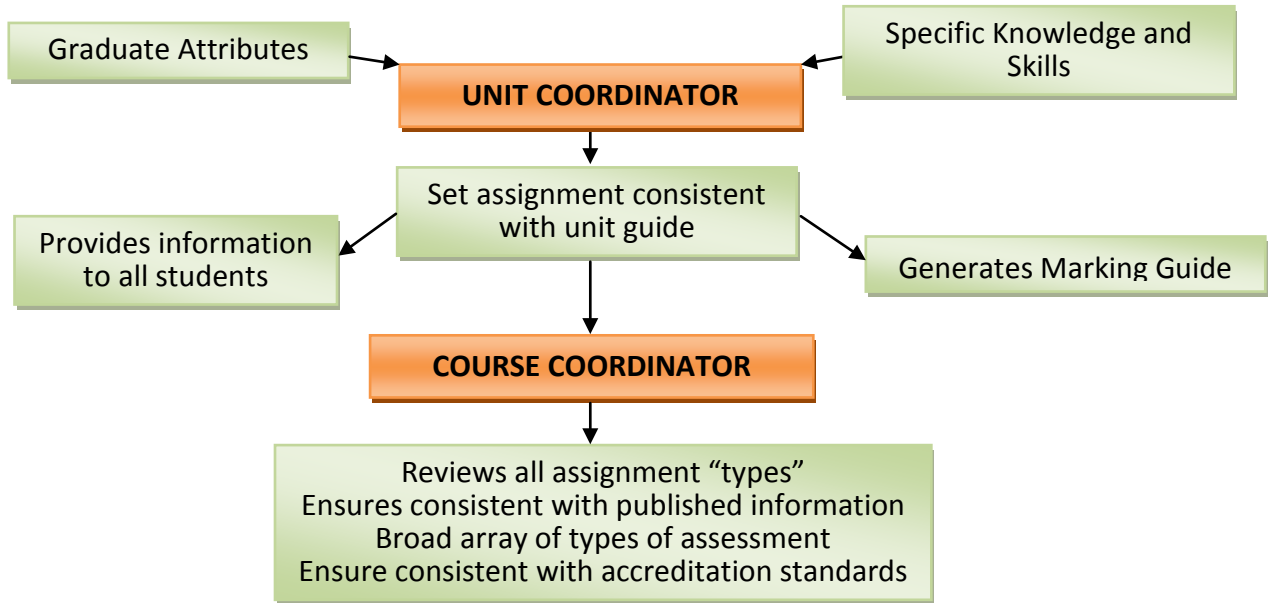 Graduate Attributes
Specific Knowledge and
Skills
UNIT COORDINATOR
Set assignment consistent
with unit guide
Provides information
to all students
Generates Marking Guide
COURSE COORDINATOR
Reviews all assignment “types”
Ensures consistent with published information
Broad array of types of assessment
Ensure consistent with accreditation standards